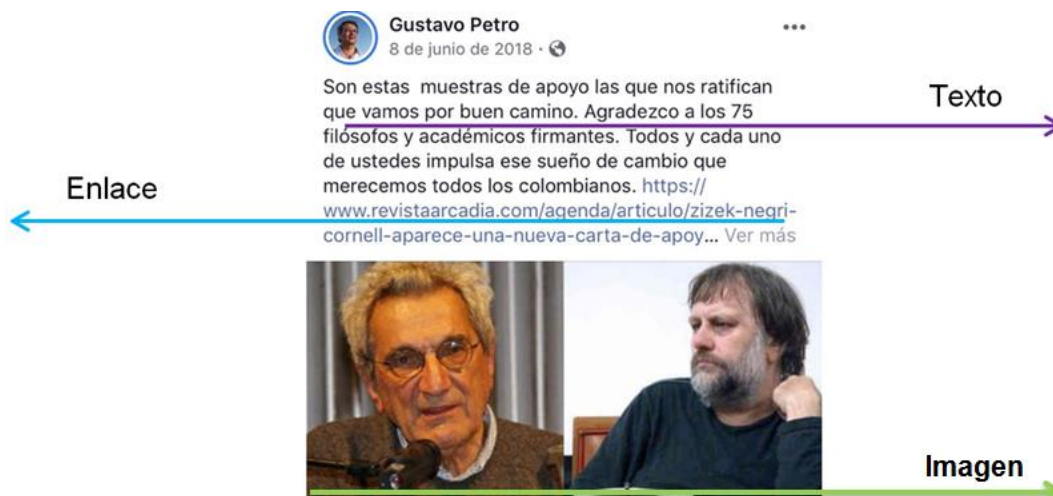 Gustavo Petro
8 de junio de 2018 ·
Son estas muestras de apoyo las que nos ratifican
que vamos por buen camino. Agradezco a los 75
filósofos y académicos firmantes. Todos y cada uno
de ustedes impulsa ese sueño de cambio que
merecemos todos los colombianos. https://
www.revistaarcadia.com/agenda/articulo/zizek-negri-
cornell-aparece-una-nueva-carta-de-apoy... Ver más
Texto
Enlace
Imagen